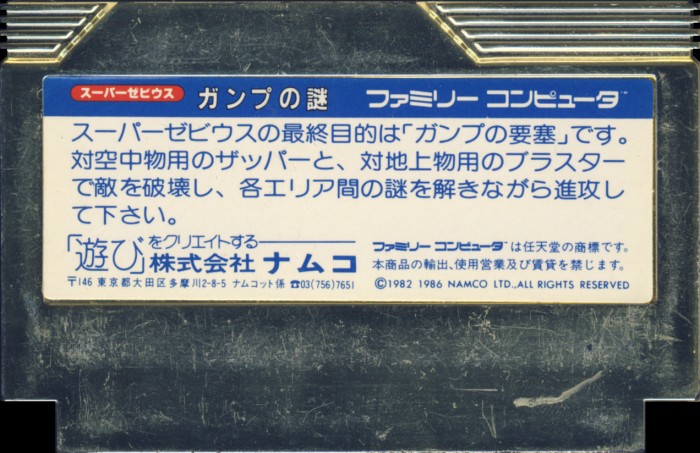 スーパーゼビウス ガンプの謎 ファミリー コンピュータ™
スーパーゼビウスの最終目的は「ガンプの要塞」です。
対空中物用のザッパーと、対地上物用のブラスター
で敵を破壊し、各エリア間の謎を解きながら進攻し
て下さい。
「遊び」をクリエイトする
株式会社 ナムコ
〒146 東京都大田区多摩川2-8-5 ナムコット係 ☎03(756)7651
ファミリー コンピュータ™ は任天堂の商標です。
本商品の輸出、使用営業及び賃貸を禁じます。
©1982 1986 NAMCO LTD.,ALL RIGHTS RESERVED